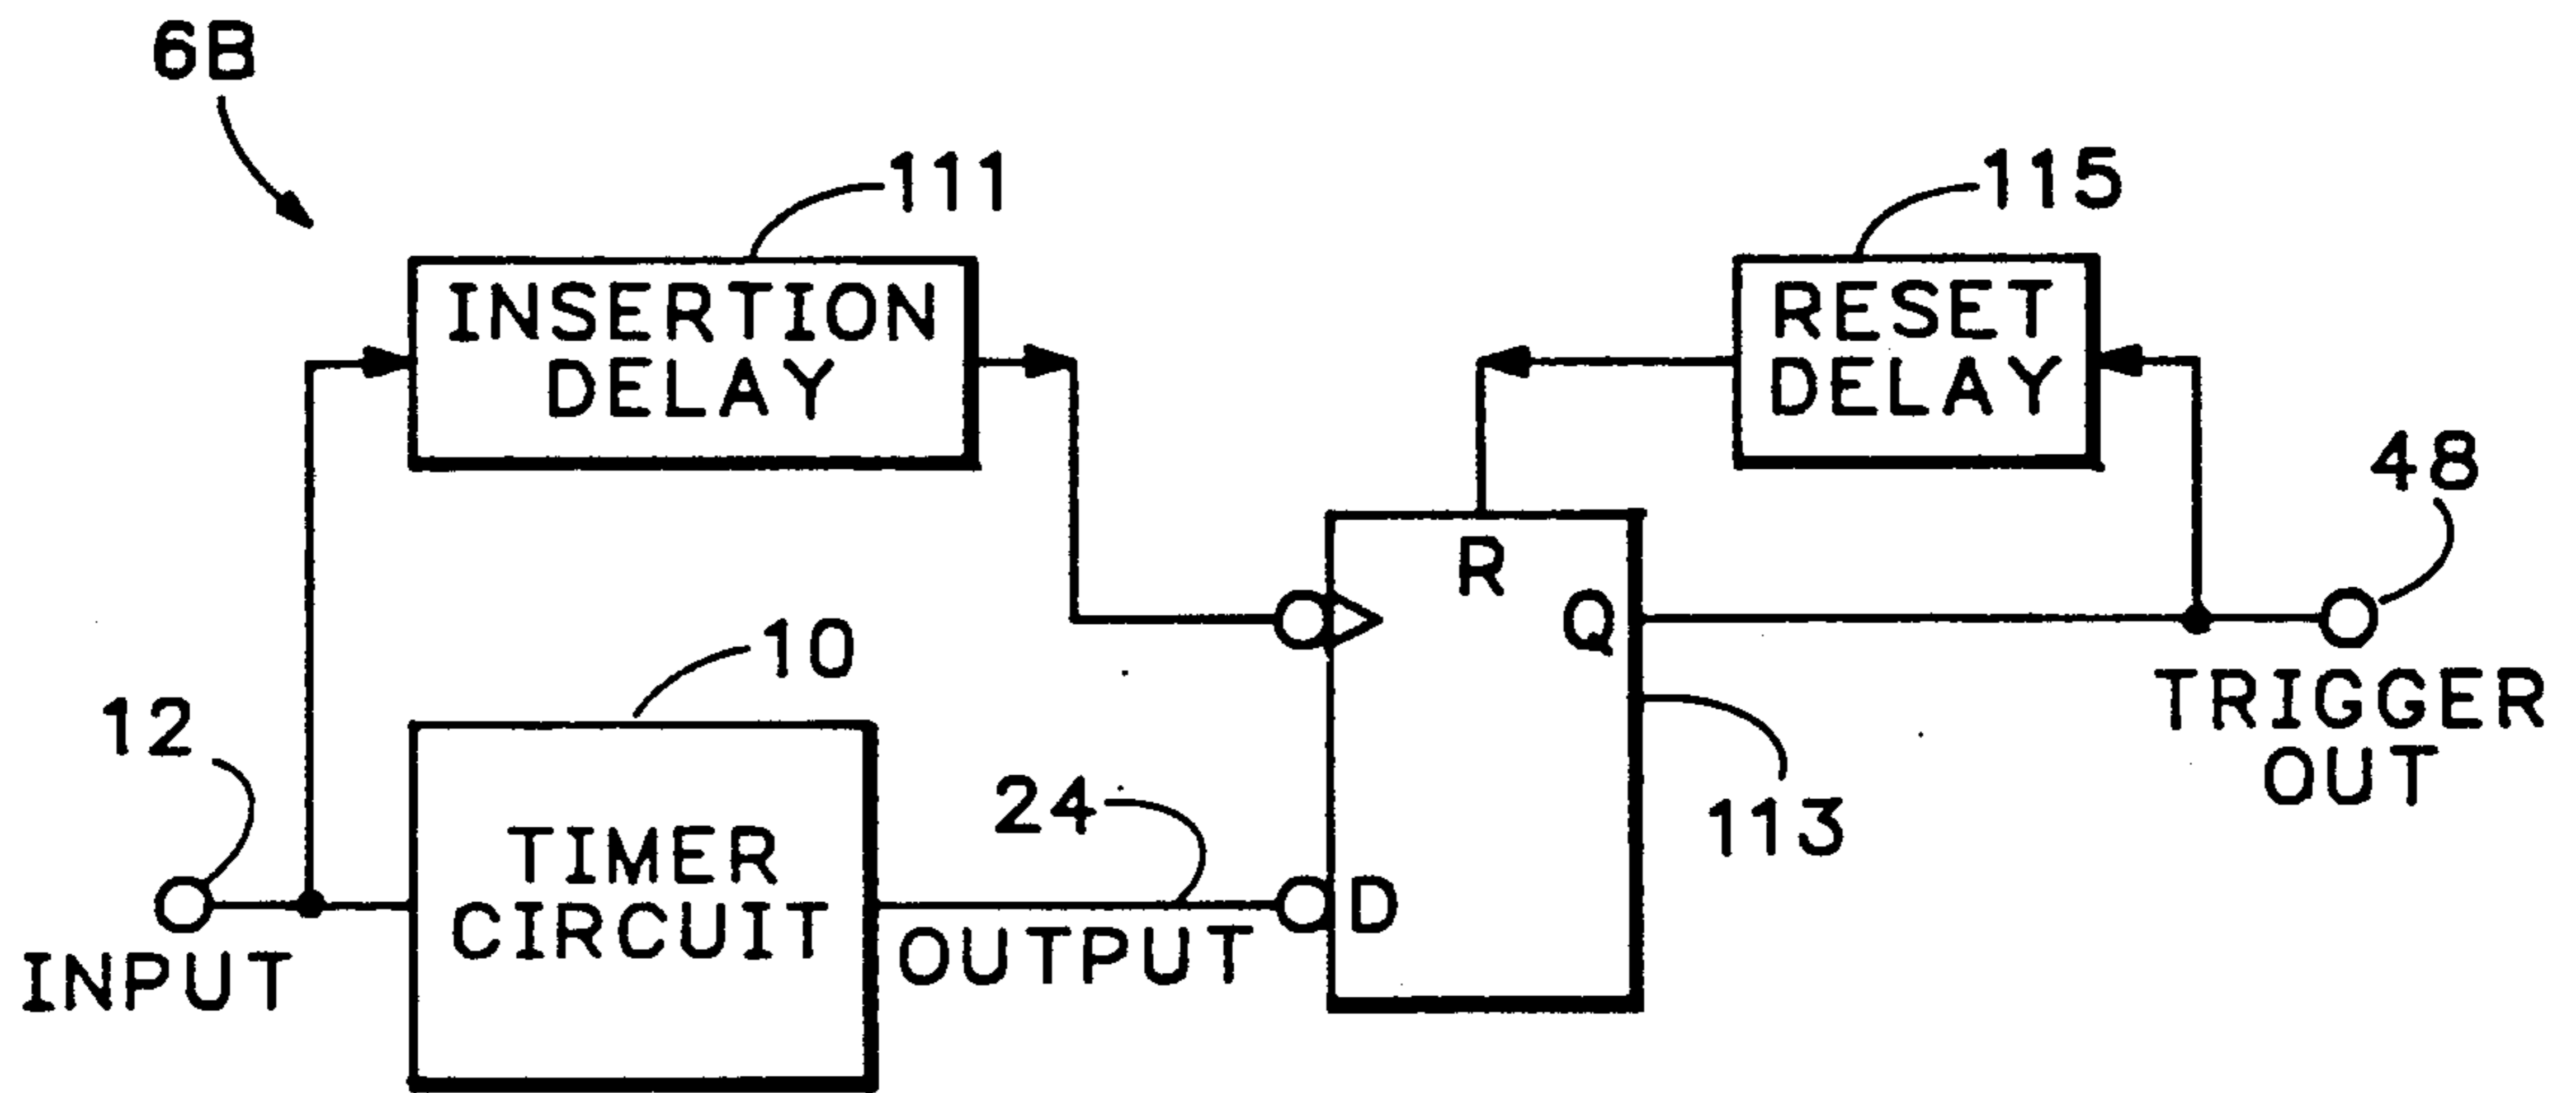 6B
111
115
INSERTION
DELAY
RESET
DELAY
48
R
Q
10
12
TRIGGER
OUT
24
113
TIMER
CIRCUIT
D
OUTPUT
INPUT